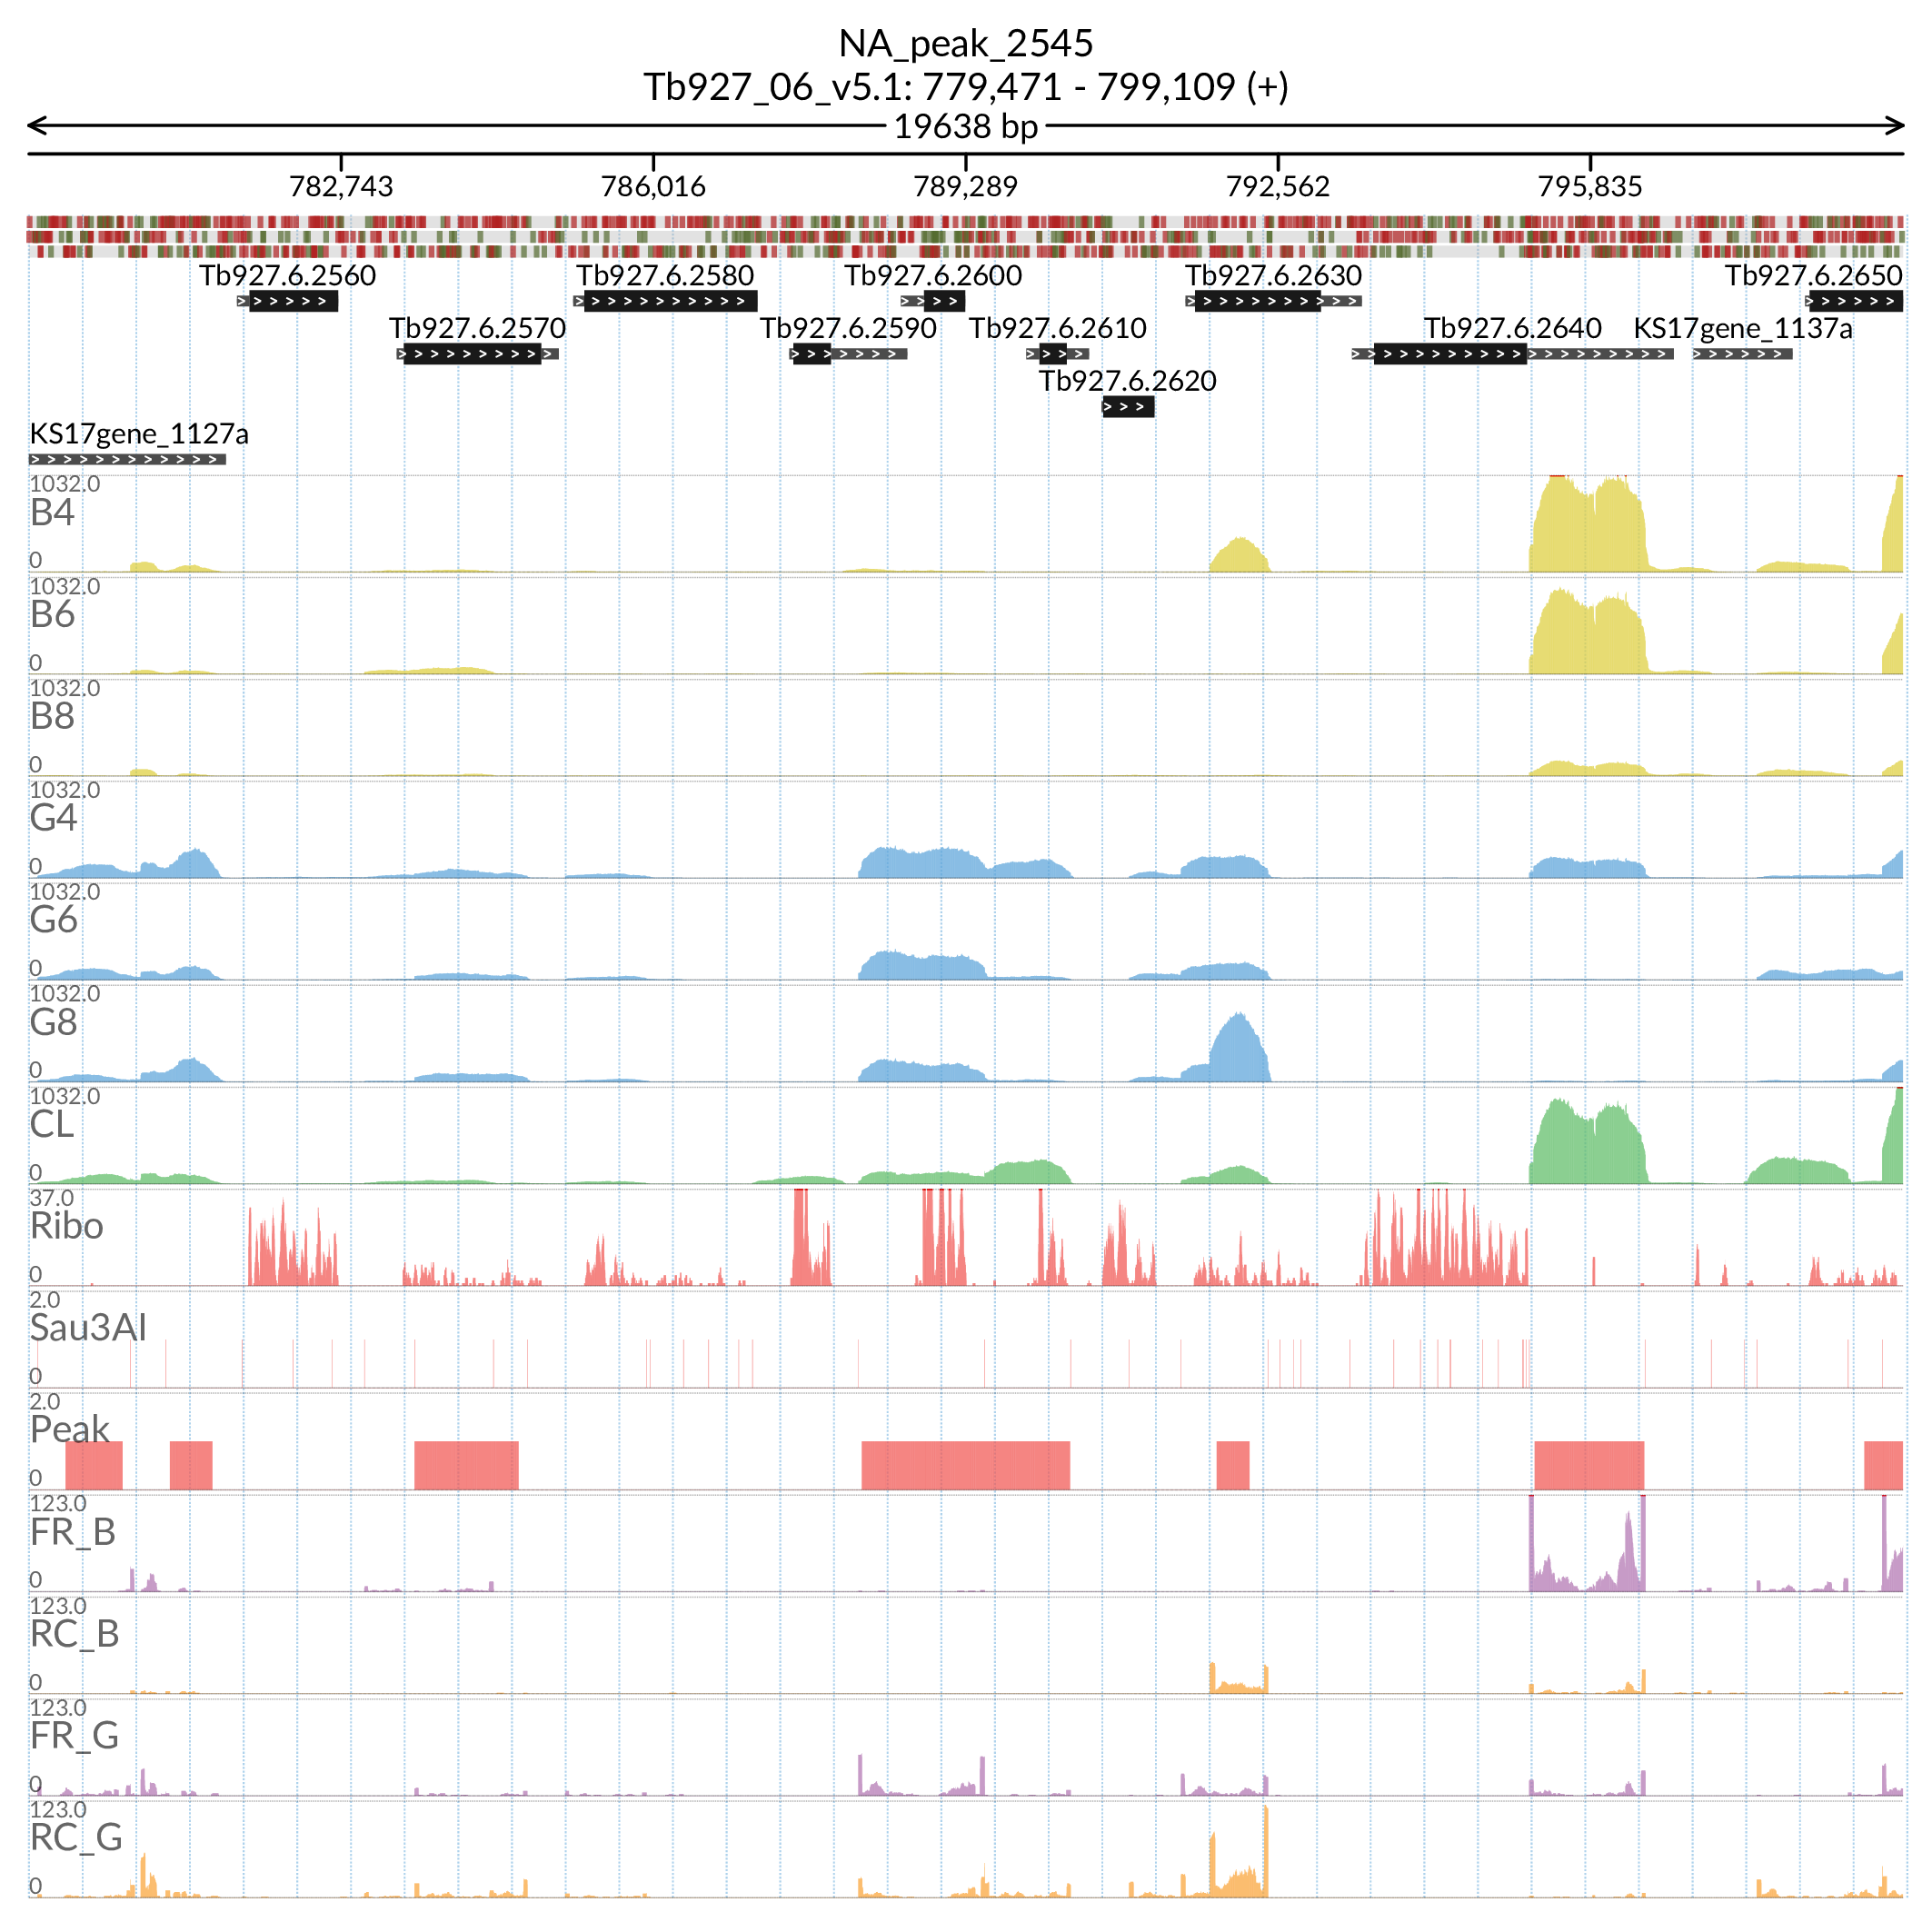 NA_peak_2545
Tb927_06_v5.1: 779,471 - 799,109 (+)
19638 bp
782,743 786,016 789,289 792,562 795,835
Tb927.6.2560 Tb927.6.2580 Tb927.6.2600 Tb927.6.2630 Tb927.6.2650
Tb927.6.2570 Tb927.6.2590 Tb927.6.2610 Tb927.6.2640 KS17gene_1137a
Tb927.6.2620
KS17gene_1127a
1032.0
B4
0
1032.0
B6
0
1032.0
B8
0
1032.0
G4
0
1032.0
G6
0
1032.0
G8
0
1032.0
CL
0
37.0
Ribo
0
2.0
Sau3AI
0
2.0
Peak
0
123.0
FR_B
0
123.0
RC_B
0
123.0
FR_G
0
123.0
RC_G
0